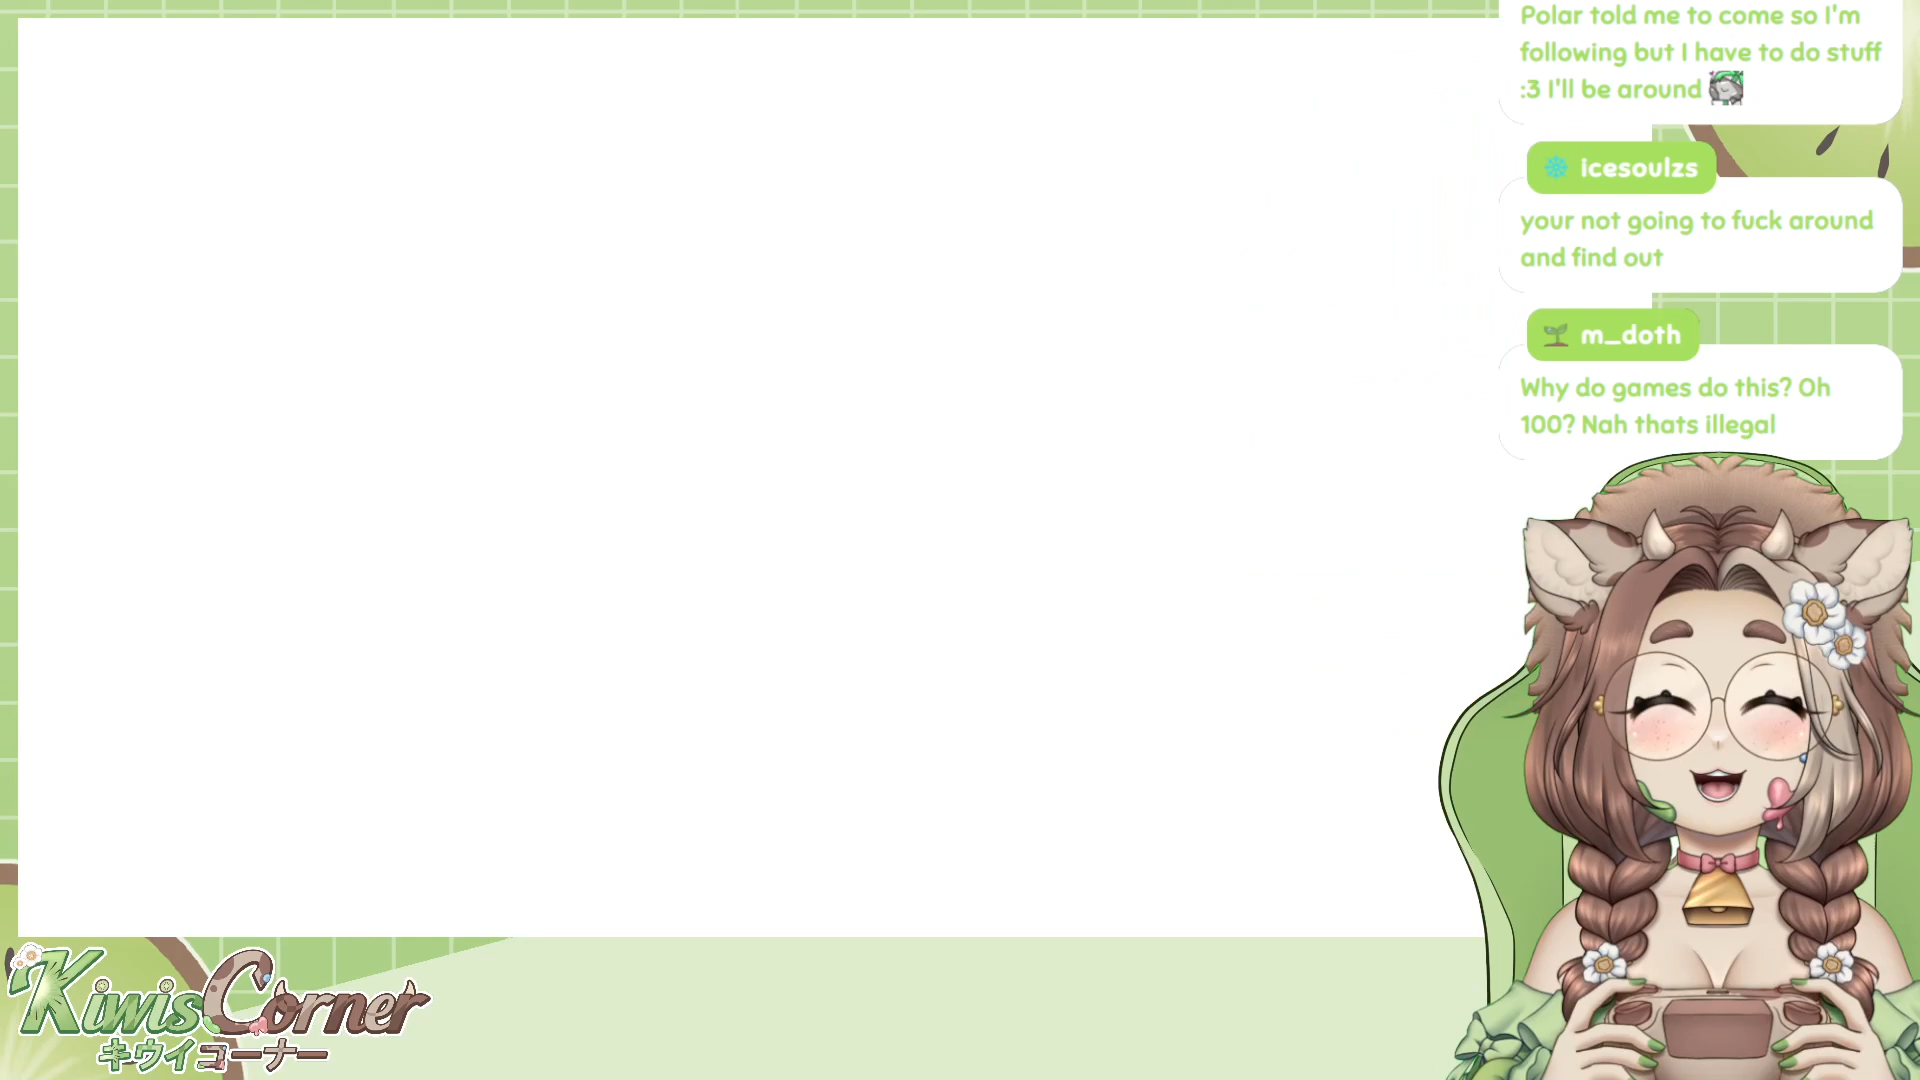 Polar told me to come so I'm
following but I have to do stuff
:3 I'll be around
icesoulzs
your not going to fuck around
and find out
m_doth
Why do games do this? Oh
100? Nah thats illegal
KiwisCorner
キウイコーナー